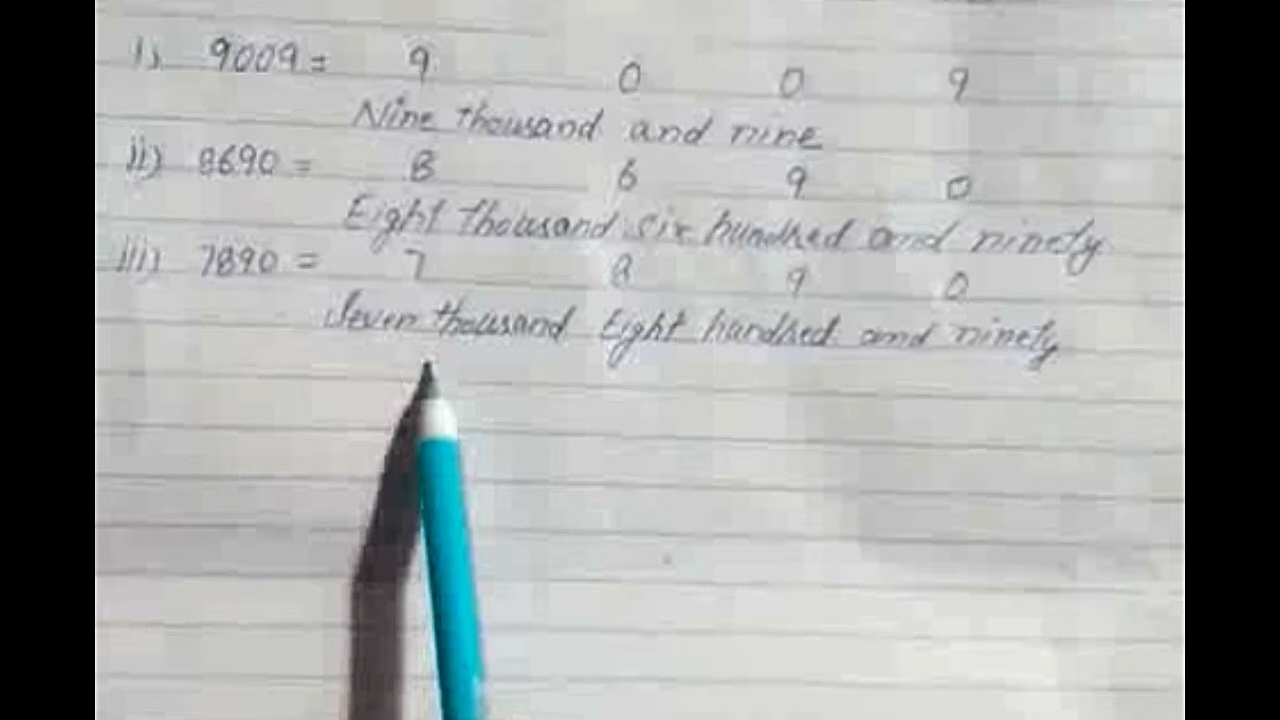 i) 9009 = 9 0 0 9
Nine thousand and nine
ii) 8690 = 8 6 9 0
Eight thousand six hundred and ninety
iii) 7890 = 7 8 9 0
Seven thousand Eight hundred and ninety